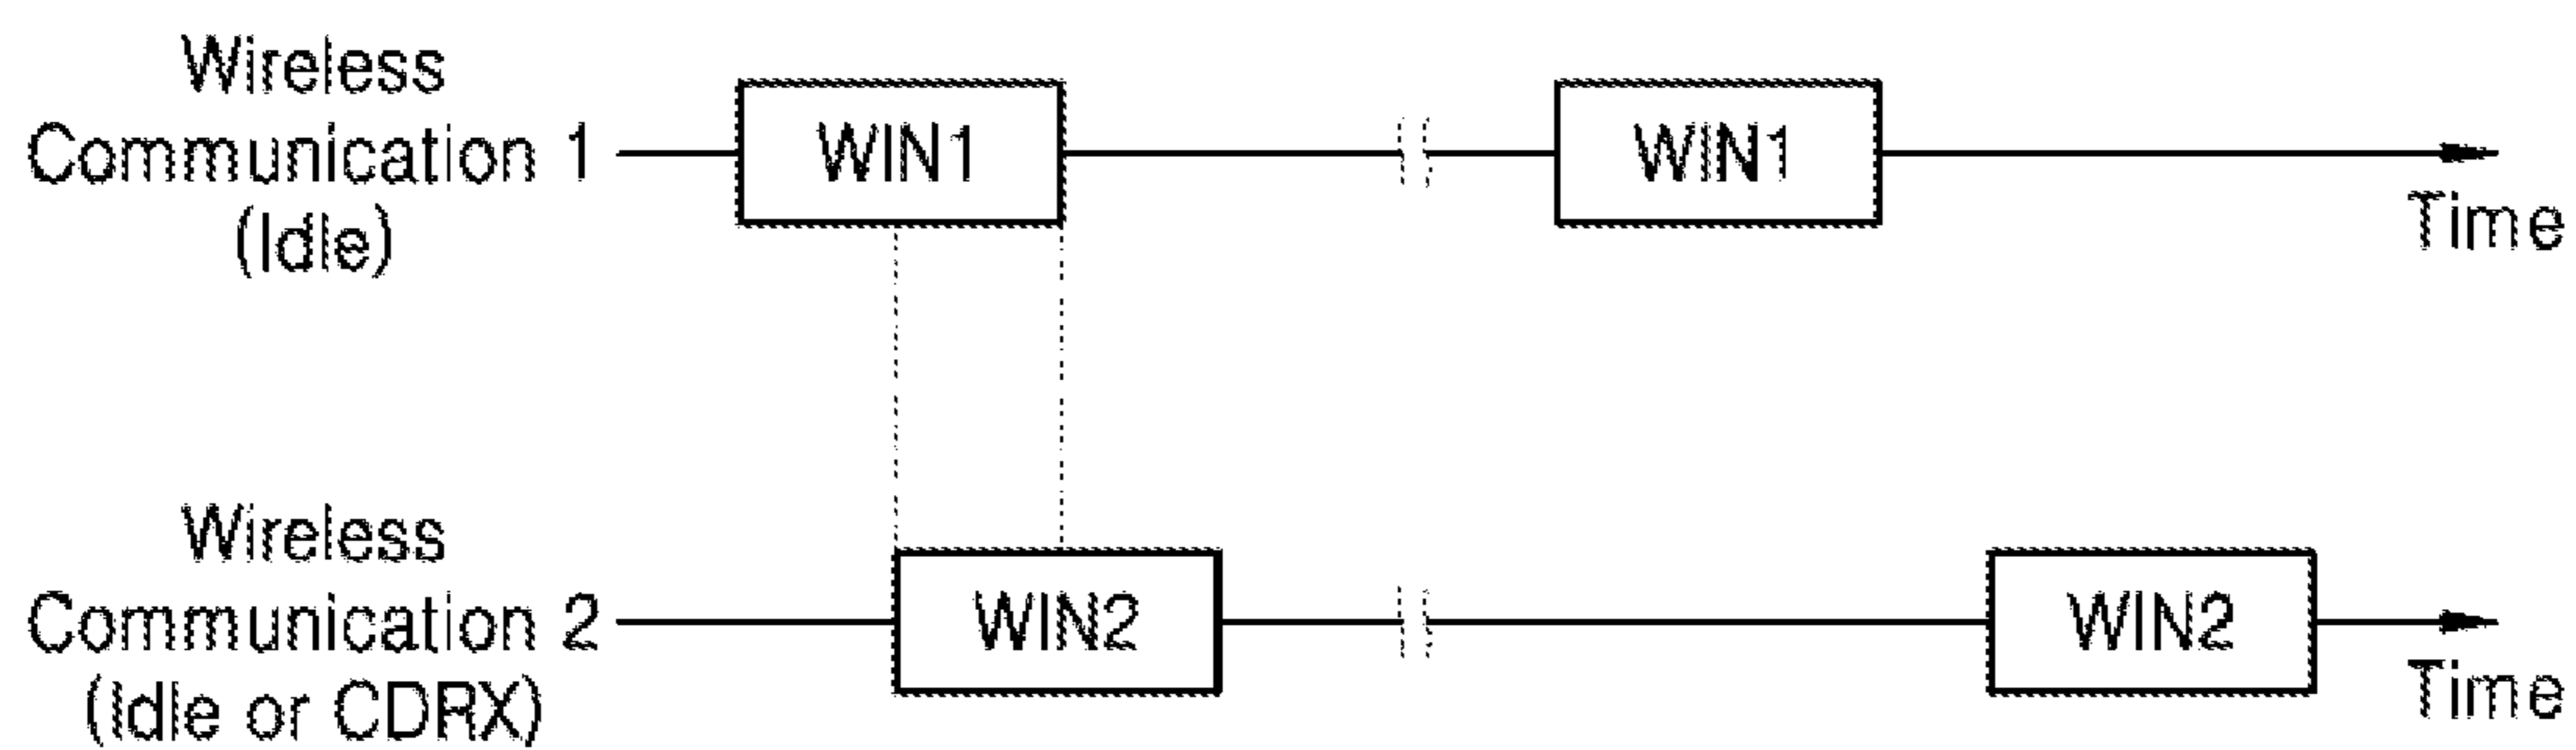 Wireless
Communication 1
(Idle)
WIN1
WIN1
Time
Wireless
Communication 2
(Idle or CDRX)
WIN2
WIN2
Time